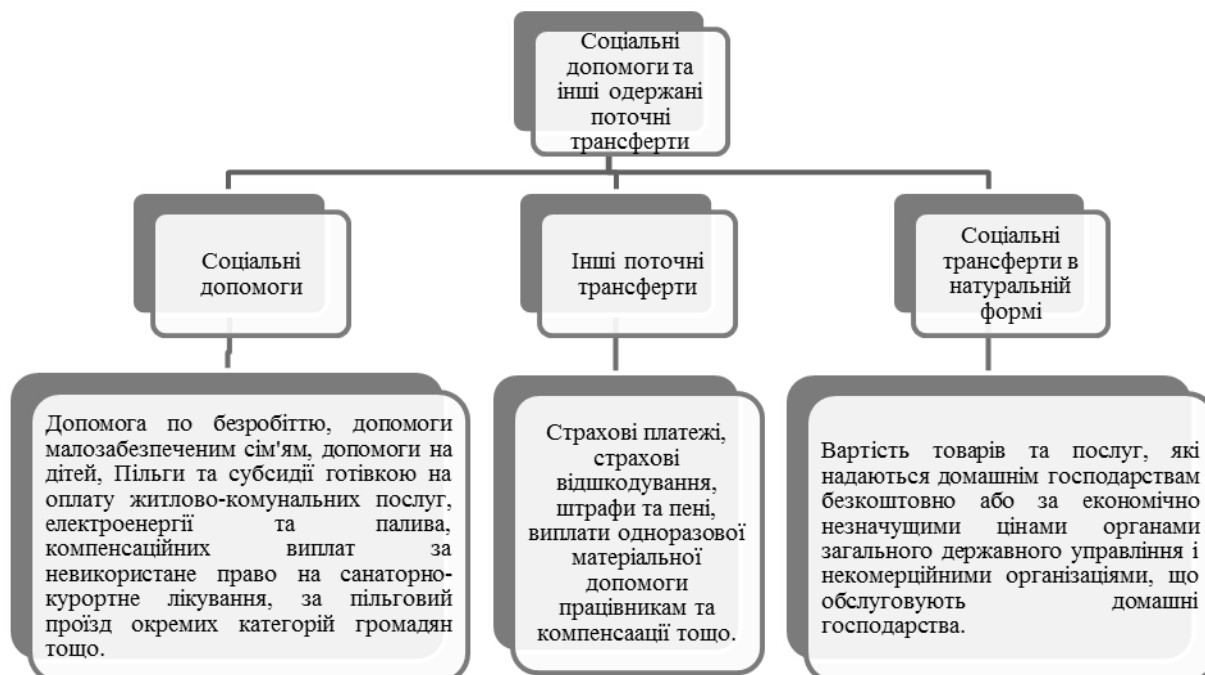 Соціальні
допомоги та
інші одержані
поточні
трансферти
Соціальні
допомоги
Інші поточні
трансферти
Соціальні
трансферти в
натуральній
формі
Допомога по безробіттю, допомоги
малозабезпеченим сім'ям, допомоги на
дітей, Пільги та субсидії готівкою на
оплату житлово-комунальних послуг,
електроенергії та палива,
компенсаційних виплат за
невикористане право на санаторно-
курортне лікування, за пільговий
проїзд окремих категорій громадян
тощо.
Страхові платежі,
страхові
відшкодування,
штрафи та пені,
виплати одноразової
матеріальної
допомоги
працівникам та
компенсаації тощо.
Вартість товарів та послуг, які
надаються домашнім господарствам
безкоштовно або за економічно
незначущими цінами органами
загального державного управління і
некомерційними організаціями, що
обслуговують домашні
господарства.